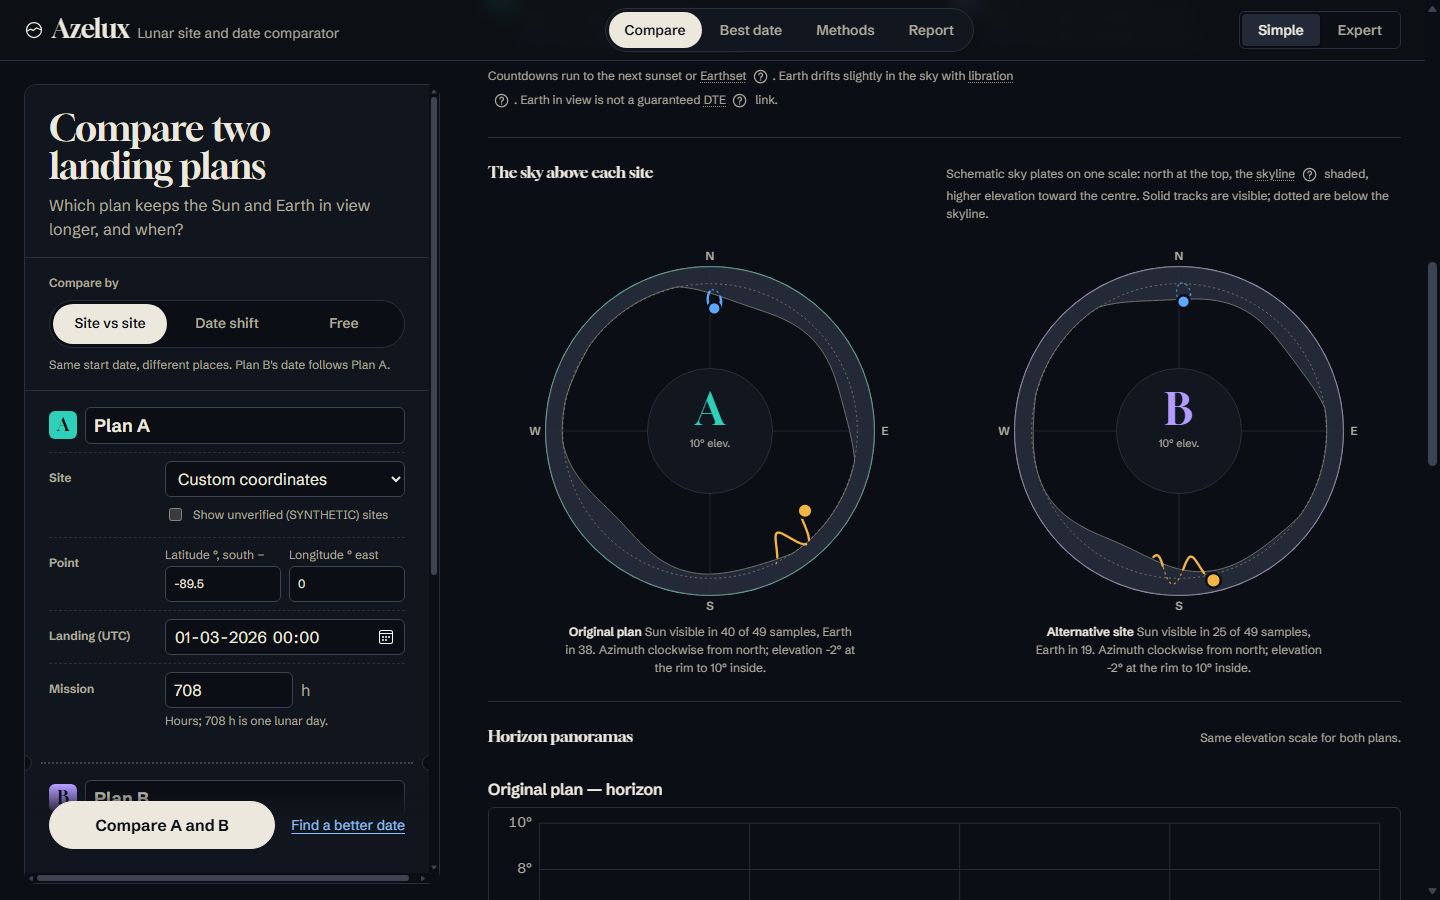 Azelux Lunar site and date comparator
Compare Best date Methods Report
Simple Expert
Compare two
landing plans
Which plan keeps the Sun and Earth in view
longer, and when?
Compare by
Site vs site Date shift Free
Same start date, different places. Plan B's date follows Plan A.
A Plan A
Site Custom coordinates
Show unverified (SYNTHETIC) sites
Latitude °, south – Longitude ° east
Point -89.5 0
Landing (UTC) 01-03-2026 00:00
Mission 708 h
Hours; 708 h is one lunar day.
B Plan B
Compare A and B Find a better date
Countdowns run to the next sunset or Earthset ? . Earth drifts slightly in the sky with libration
? . Earth in view is not a guaranteed DTE ? link.
The sky above each site
Schematic sky plates on one scale: north at the top, the skyline ? shaded,
higher elevation toward the centre. Solid tracks are visible; dotted are below the
skyline.
N
W A E
10° elev.
S
Original plan Sun visible in 40 of 49 samples, Earth
in 38. Azimuth clockwise from north; elevation -2° at
the rim to 10° inside.
N
W B E
10° elev.
S
Alternative site Sun visible in 25 of 49 samples,
Earth in 19. Azimuth clockwise from north; elevation
-2° at the rim to 10° inside.
Horizon panoramas
Same elevation scale for both plans.
Original plan — horizon
10°
8°